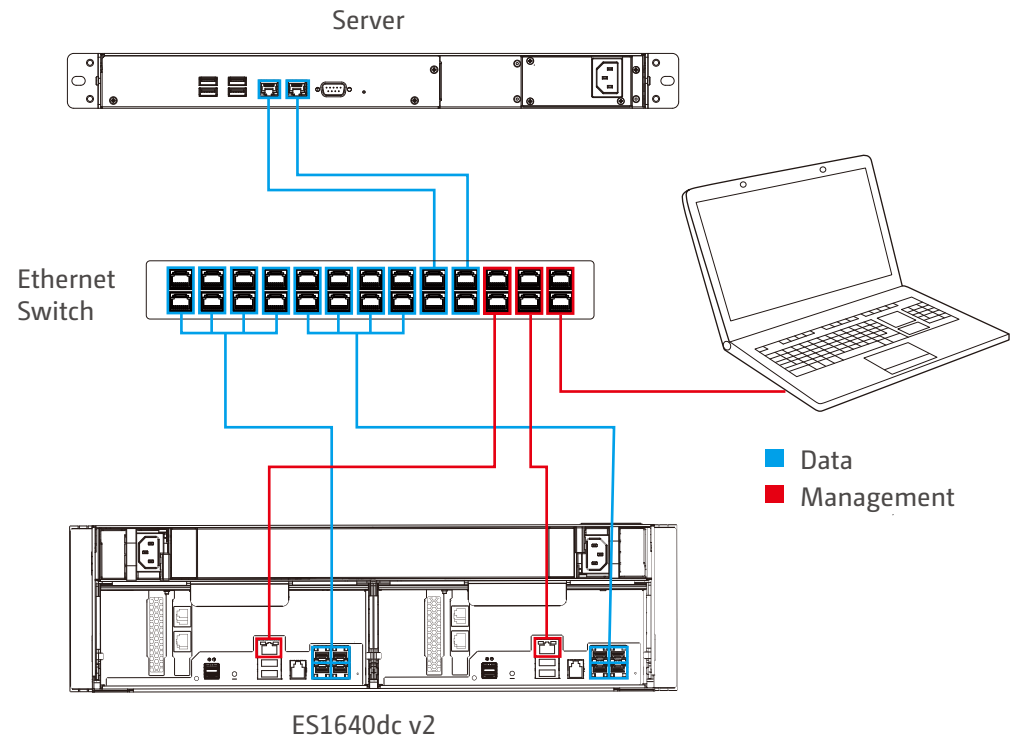 Server
Ethernet
Switch
Data
Management
ES1640dc v2